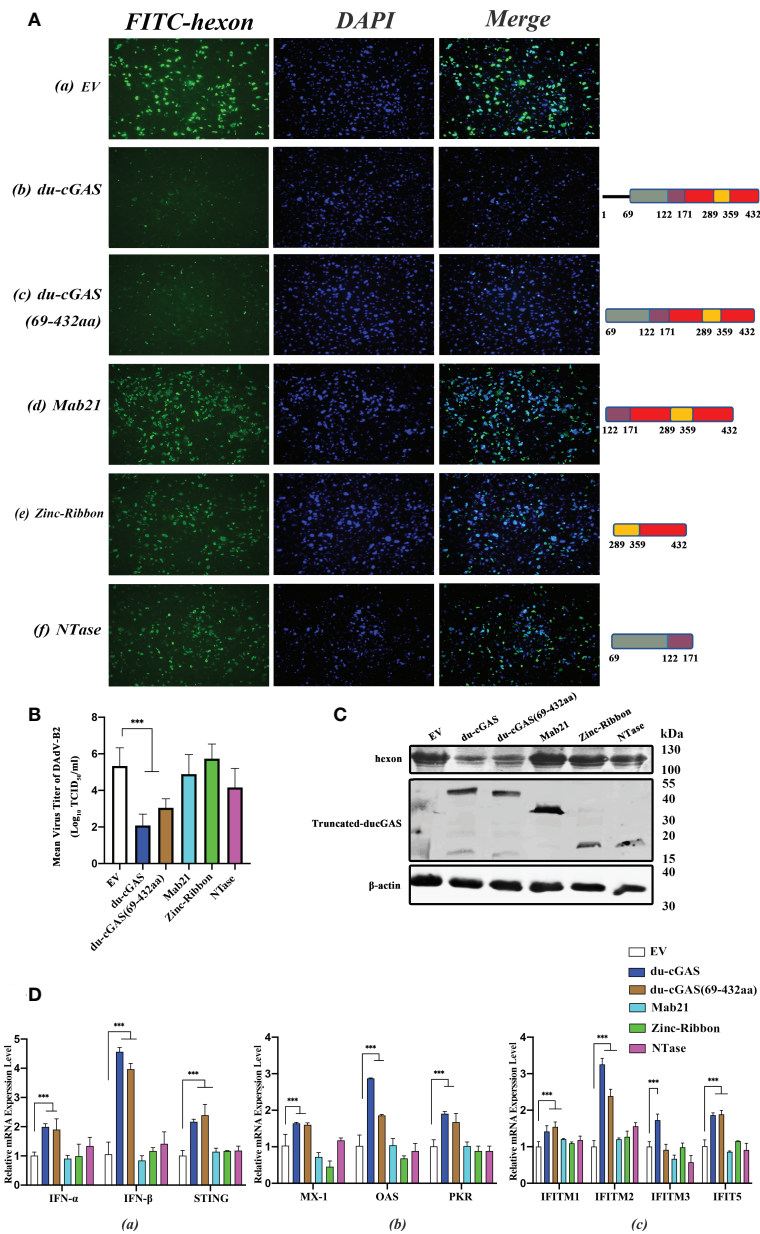 A
FITC-hexon DAPI Merge
(a) EV
(b) du-cGAS
1 69 122 171 289 359 432
(c) du-cGAS
(69-432aa)
69 122 171 289 359 432
(d) Mab21
122 171 289 359 432
(e) Zinc-Ribbon
289 359 432
(f) NTase
69 122 171
B
Mean Virus Titer of DAdV-B2
(Log10 TCID50/ml)
8
6
4
2
0
***
EV
du-cGAS
du-cGAS(69-432aa)
Mab21
Zinc-Ribbon
NTase
C
EV du-cGAS du-cGAS(69-432aa) Mab21 Zinc-Ribbon NTase kDa
hexon
130
100
Truncated-ducGAS
55
40
30
20
15
β-actin
40
30
EV
du-cGAS
du-cGAS(69-432aa)
Mab21
Zinc-Ribbon
NTase
D
Relative mRNA Experssion Level
5
4
3
2
1
0
*** *** ***
IFN-α IFN-β STING
(a)
Relative mRNA Experssion Level
4
3
2
1
0
*** *** ***
MX-1 OAS PKR
(b)
Relative mRNA Experssion Level
4
3
2
1
0
*** *** *** ***
IFITM1 IFITM2 IFITM3 IFIT5
(c)